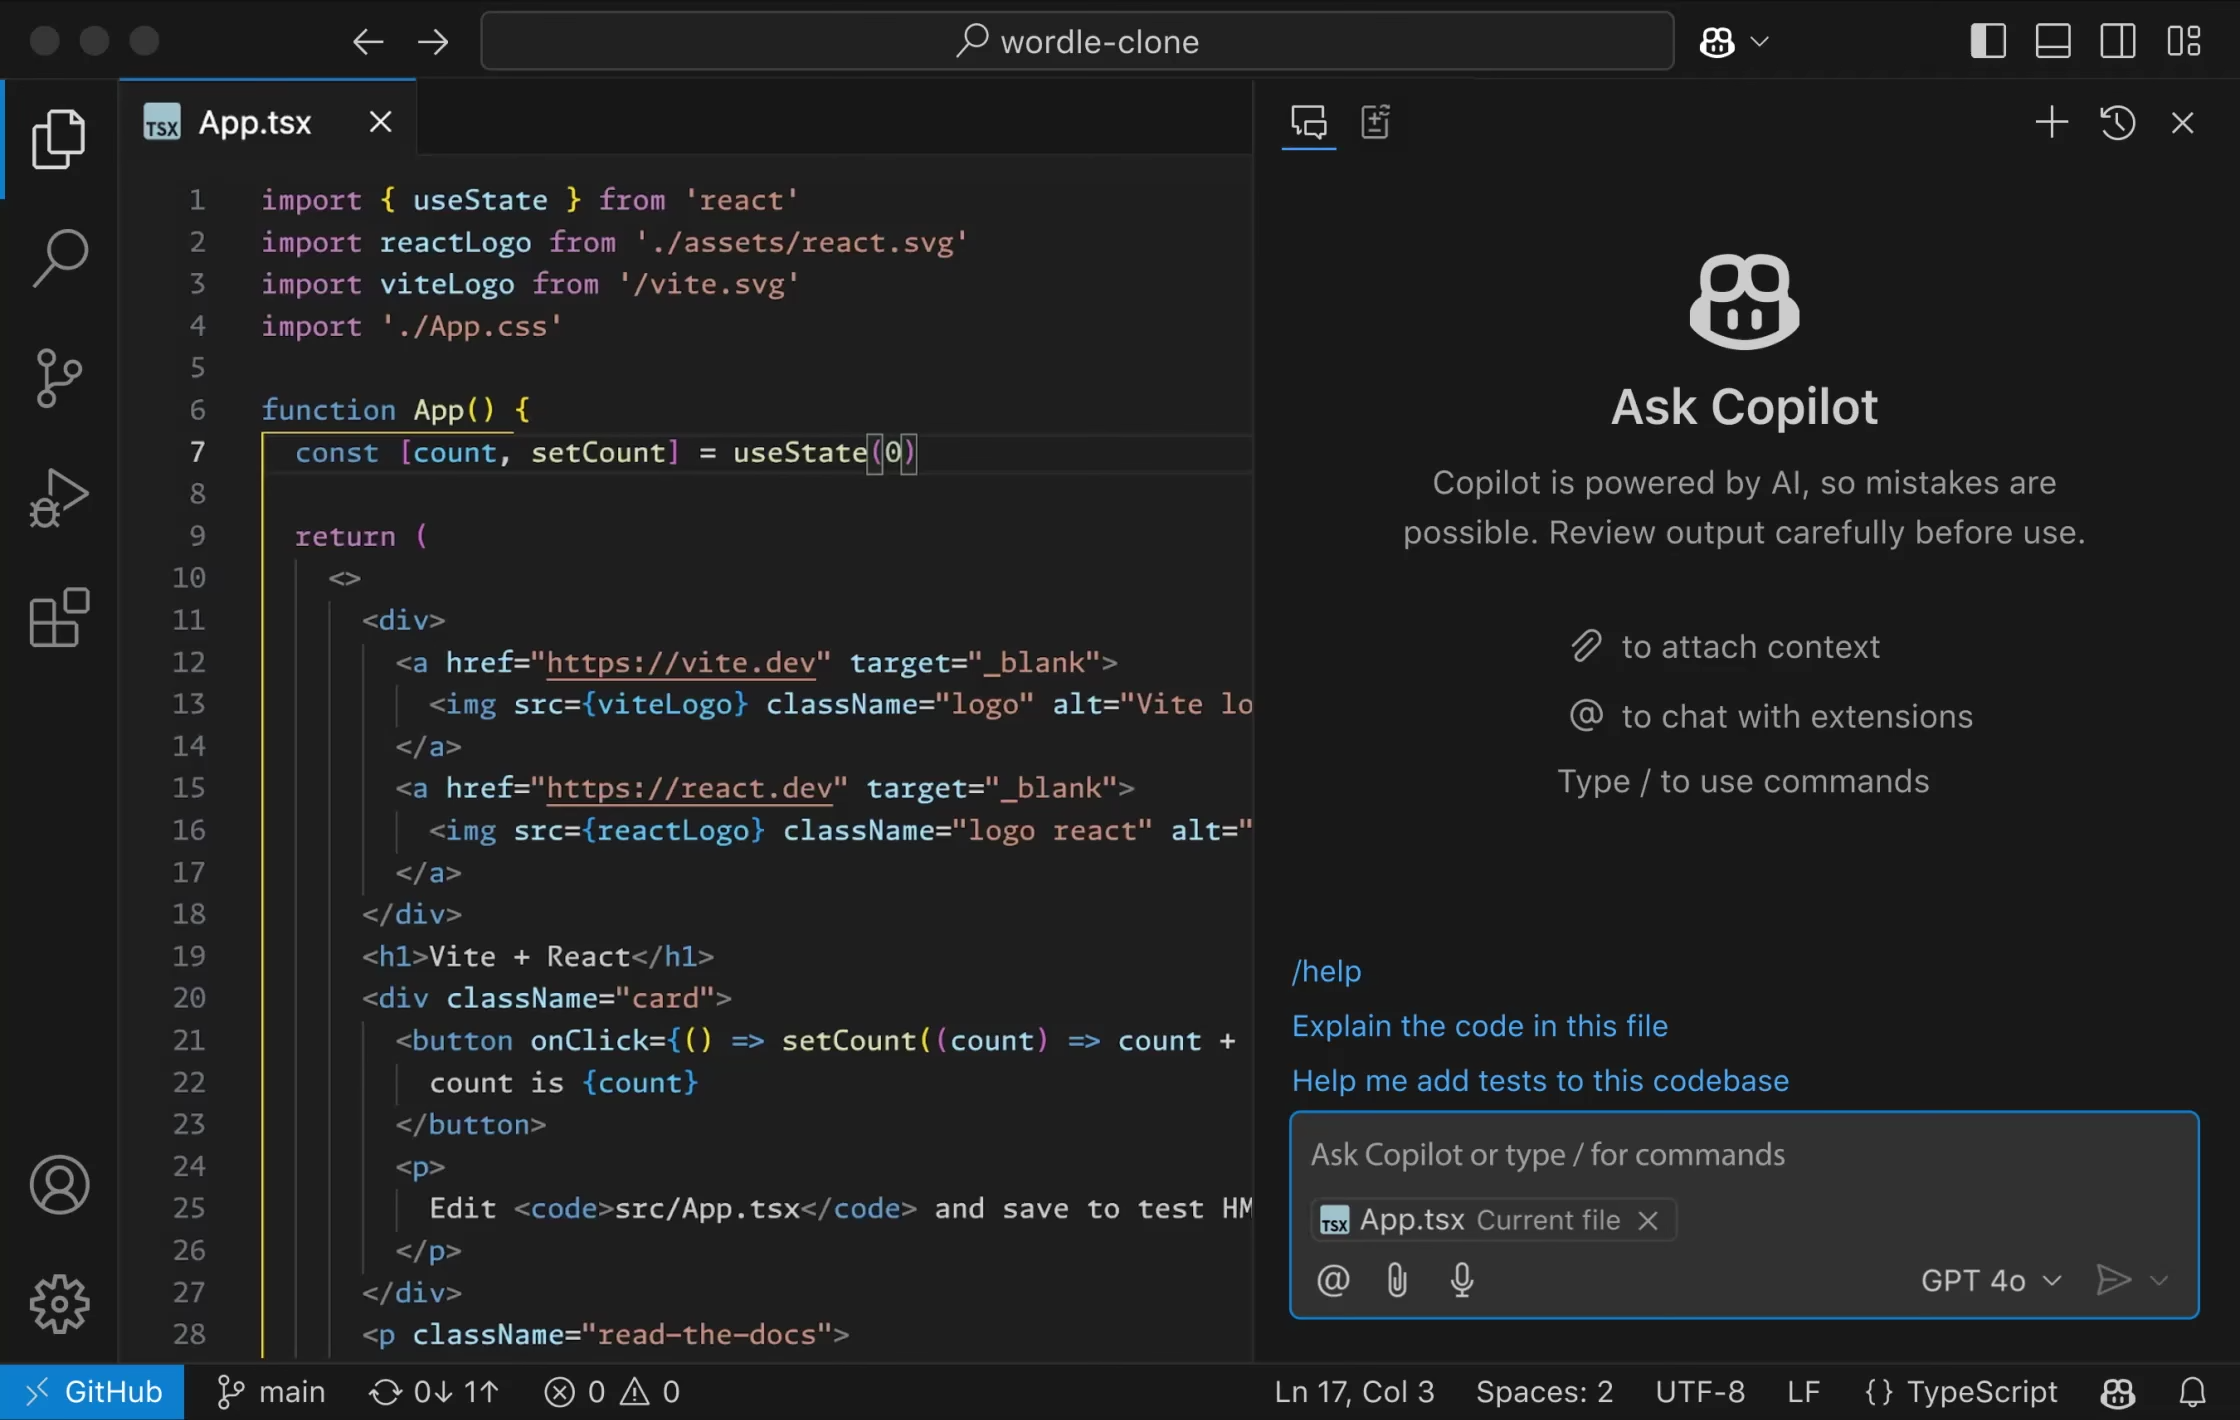 wordle-clone
TSX App.tsx
1 import { useState } from 'react'
2 import reactLogo from './assets/react.svg'
3 import viteLogo from '/vite.svg'
4 import './App.css'
5
6 function App() {
7 const [count, setCount] = useState(0)
8
9 return (
10 <>
11 <div>
12 <a href="https://vite.dev" target="_blank">
13 <img src={viteLogo} className="logo" alt="Vite lo
14 </a>
15 <a href="https://react.dev" target="_blank">
16 <img src={reactLogo} className="logo react" alt="
17 </a>
18 </div>
19 <h1>Vite + React</h1>
20 <div className="card">
21 <button onClick={() => setCount((count) => count +
22 count is {count}
23 </button>
24 <p>
25 Edit <code>src/App.tsx</code> and save to test HM
26 </p>
27 </div>
28 <p className="read-the-docs">
Ask Copilot
Copilot is powered by AI, so mistakes are
possible. Review output carefully before use.
to attach context
@ to chat with extensions
Type / to use commands
/help
Explain the code in this file
Help me add tests to this codebase
Ask Copilot or type / for commands
TSX App.tsx Current file
@ GPT 4o
GitHub main 0↓ 1↑ 0 0 Ln 17, Col 3 Spaces: 2 UTF-8 LF {} TypeScript